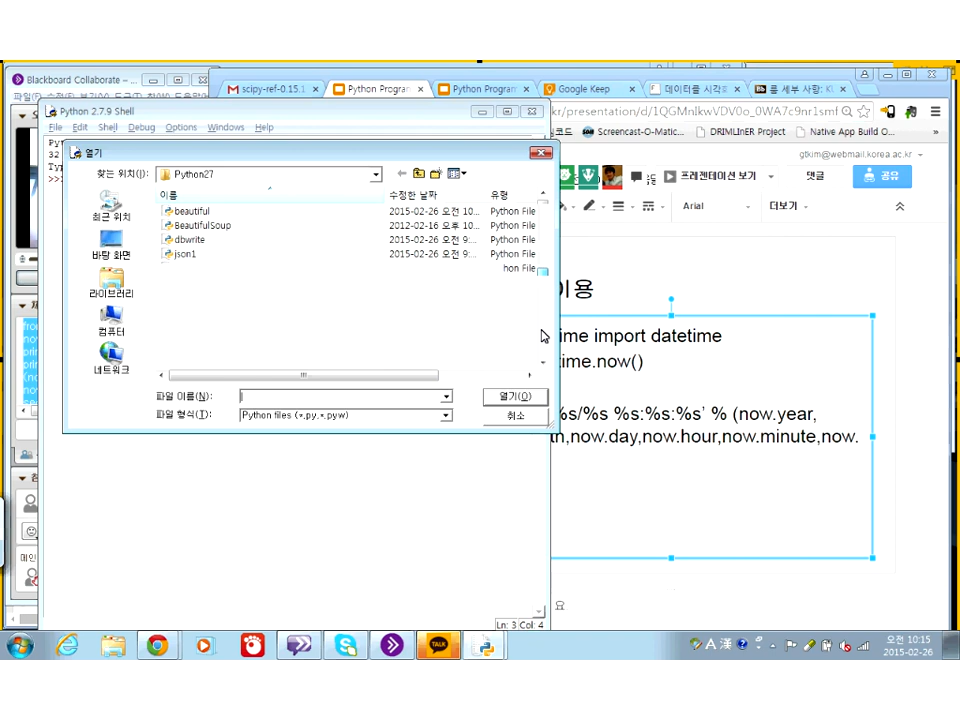 Blackboard Collaborate – ...
scipy-ref-0.15.1
Python Program
Python Program
Google Keep
데이터를 시각
Bb 룸 세부 사항: KU
Python 2.7.9 Shell
File Edit Shell Debug Options Windows Help
kr/presentation/d/1QGMnlkwVDV0o_0WA7c9nr1smf
Screencast-O-Matic...
DRIMLInER Project
Native App Build O...
»
gtkim@webmail.korea.ac.kr
프레젠테이션 보기
댓글
공유
Arial
더보기
열기
찾는 위치(I):
Python27
이름
수정한 날짜
유형
beautiful
2015-02-26 오전 10...
Python File
BeautifulSoup
2012-02-16 오후 10...
Python File
dbwrite
2015-02-26 오전 9:...
Python File
json1
2015-02-26 오전 9:...
Python File
hon File
최근 위치
바탕 화면
라이브러리
컴퓨터
네트워크
파일 이름(N):
열기(O)
파일 형식(T):
Python files (*.py,*.pyw)
취소
이용
ime import datetime
time.now()
%s/%s %s:%s:%s' % (now.year,
th,now.day,now.hour,now.minute,now.
Ln: 3 Col: 4
요
TALK
A 漢
오전 10:15
2015-02-26